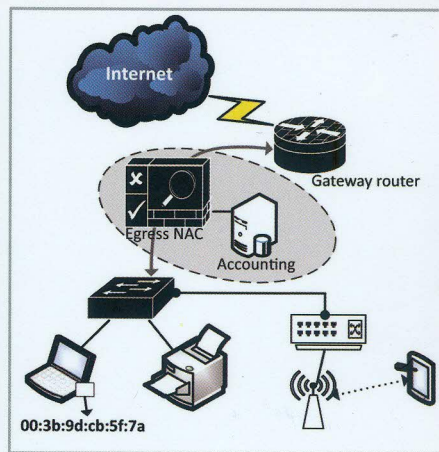 Internet
Gateway router
Egress NAC
Accounting
00:3b:9d:cb:5f:7a